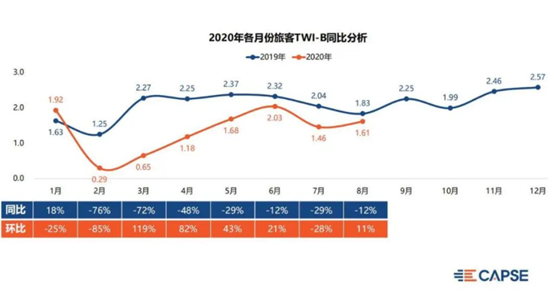 2020年各月份旅客TWI-B同比分析
2019年 2020年
3.0
2.0
1.0
0.0
1.63 1.25 2.27 2.25 2.37 2.32 2.04 1.83 2.25 1.99 2.46 2.57
1.92 0.29 0.65 1.18 1.68 2.03 1.46 1.61
1月 2月 3月 4月 5月 6月 7月 8月 9月 10月 11月 12月
同比 18% -76% -72% -48% -29% -12% -29% -12%
环比 -25% -85% 119% 82% 43% 21% -28% 11%
CAPSE